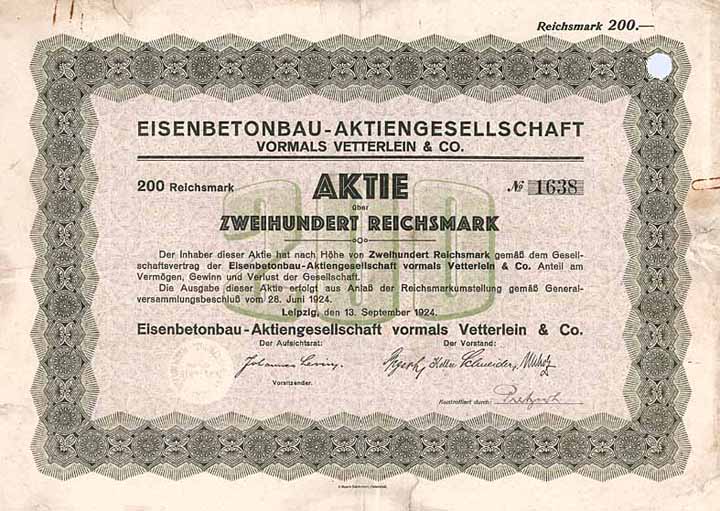 Reichsmark 200.—
EISENBETONBAU-AKTIENGESELLSCHAFT
VORMALS VETTERLEIN & CO.
200 Reichsmark
AKTIE
№ 1638
über
ZWEIHUNDERT REICHSMARK
200
Der Inhaber dieser Aktie hat nach Höhe von Zweihundert Reichsmark gemäß dem Gesell-
schaftsvertrag der Eisenbetonbau-Aktiengesellschaft vormals Vetterlein & Co. Anteil am
Vermögen, Gewinn und Verlust der Gesellschaft.
Die Ausgabe dieser Aktie erfolgt aus Anlaß der Reichsmarkumstellung gemäß General-
versammlungsbeschluß vom 28. Juni 1924.
Leipzig, den 13. September 1924.
Eisenbetonbau-Aktiengesellschaft vormals Vetterlein & Co.
Der Aufsichtsrat:
Der Vorstand:
Johannes
Schneider
Vorsitzender.
Kontrolliert durch: